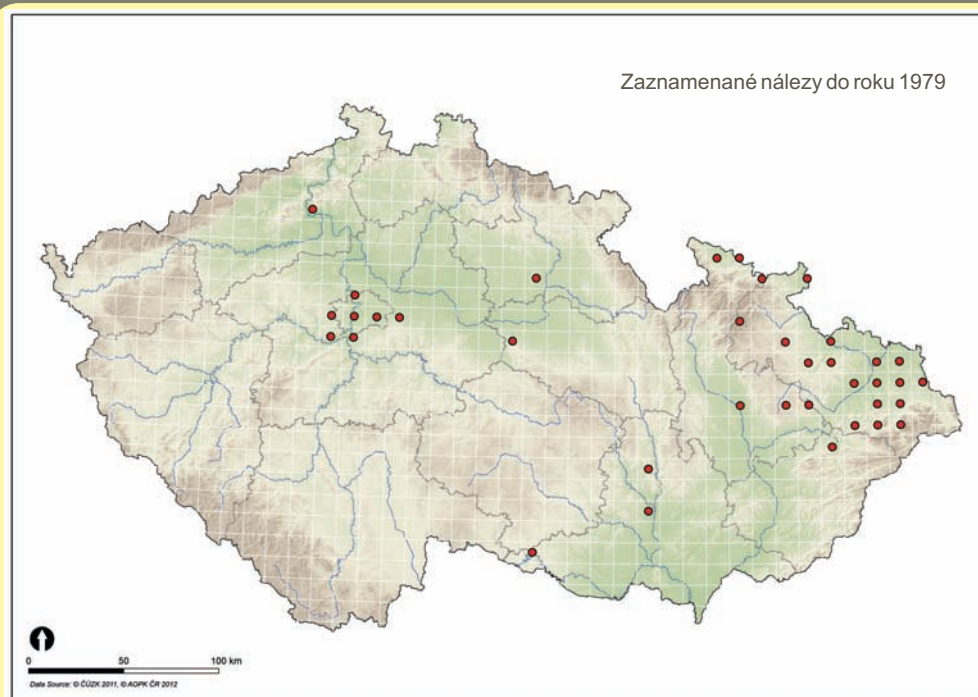 Zaznamenané nálezy do roku 1979
0 50 100 km
Data Source: © ČÚZK 2011, © AOPK ČR 2012